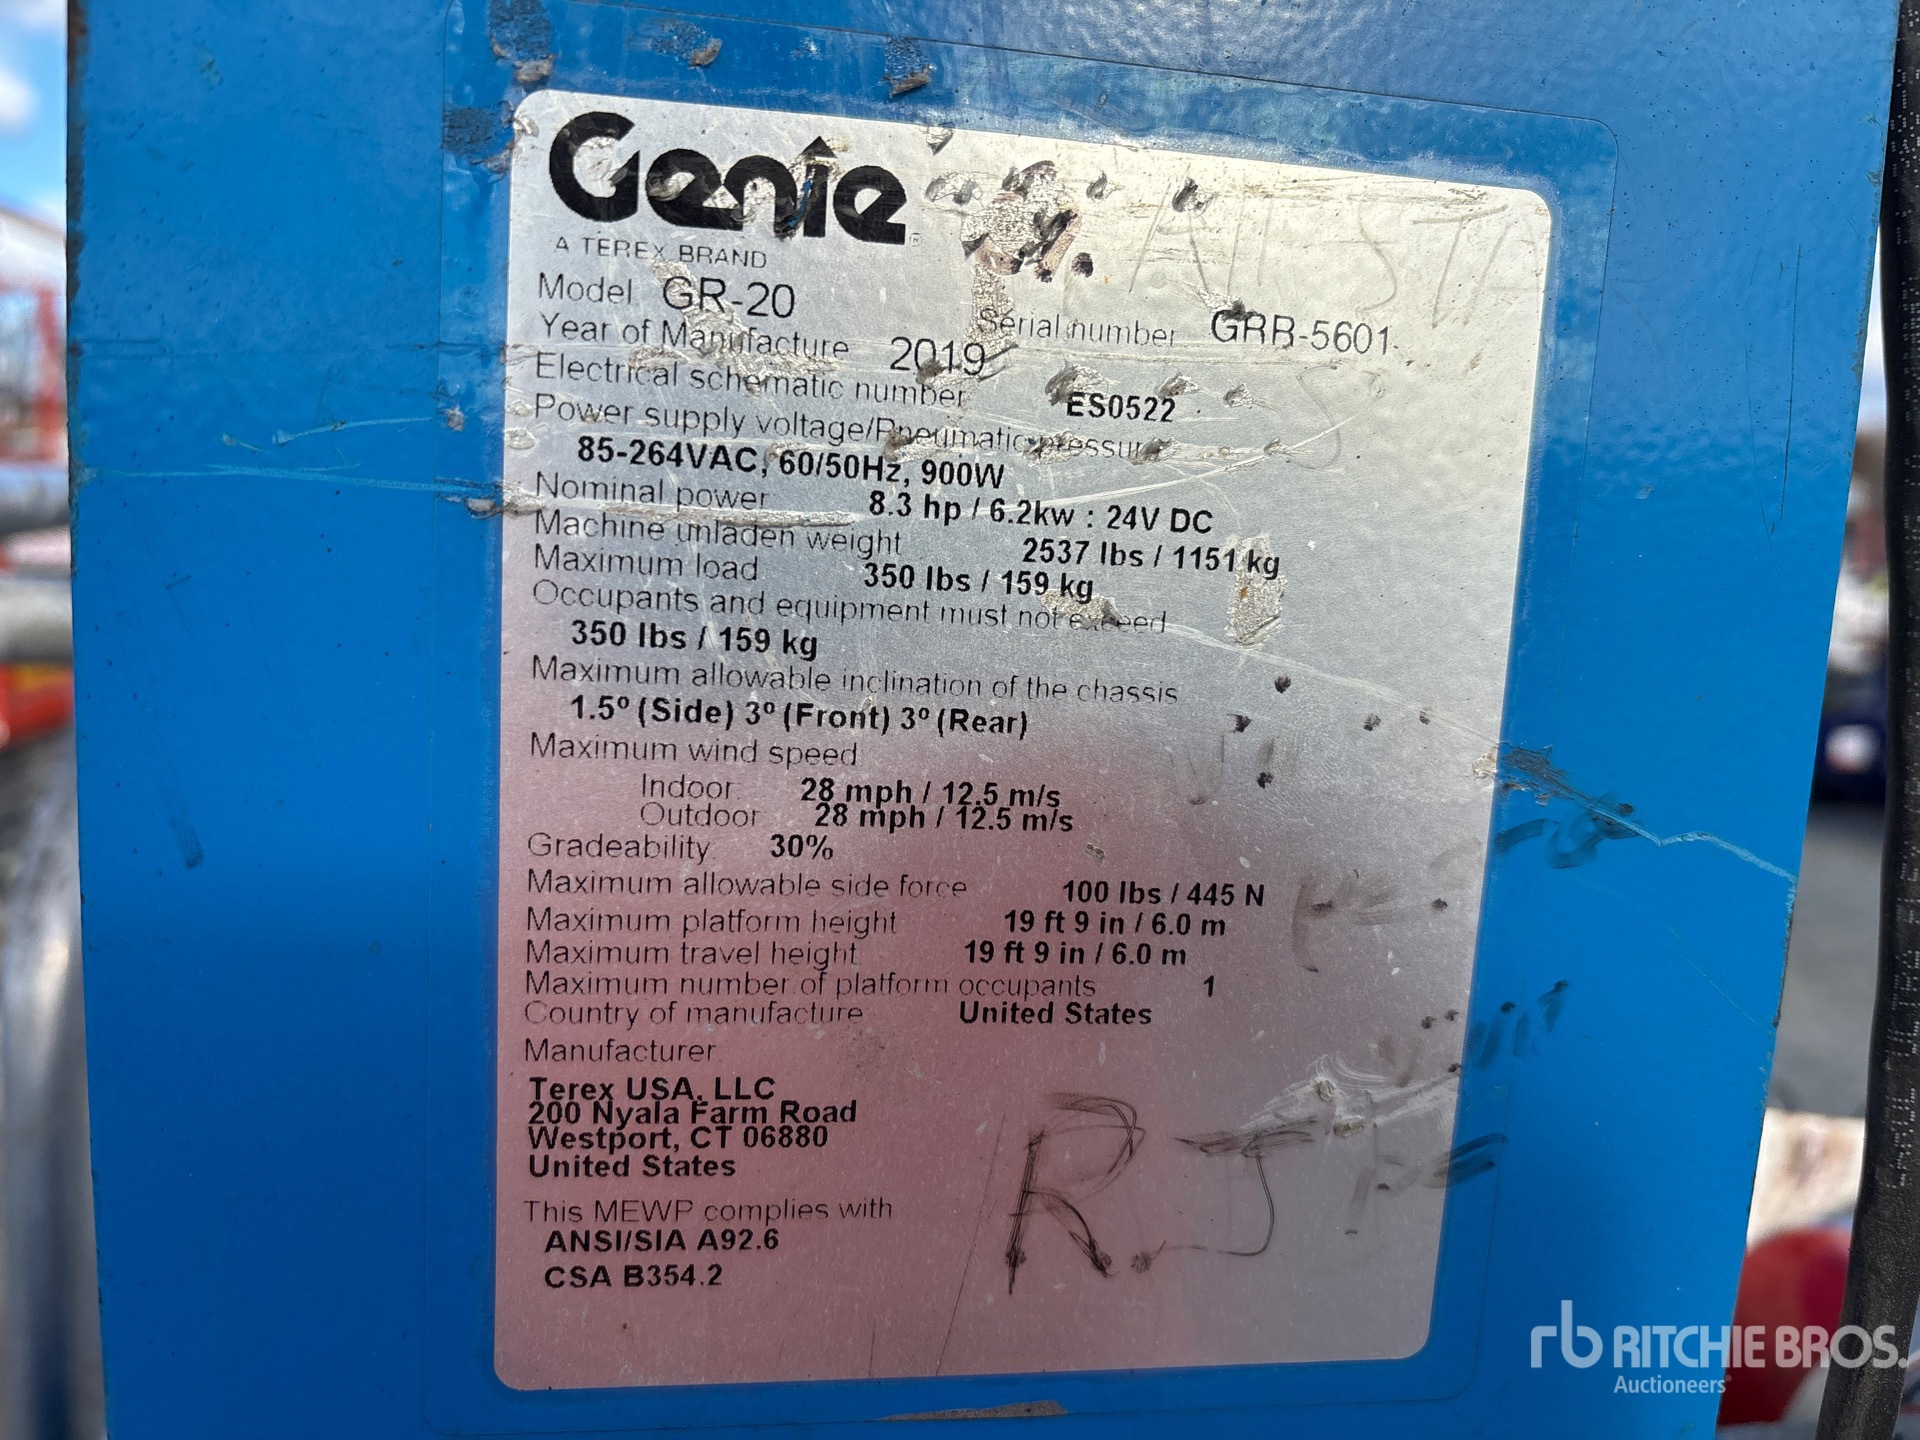 Genie®
A TEREX BRAND
Model GR-20
Serial number GRR-5601
Year of Manufacture 2019
Electrical schematic number ES0522
Power supply voltage/Pneumatic pressure
85-264VAC, 60/50Hz, 900W
Nominal power 8.3 hp / 6.2kw : 24V DC
Machine unladen weight 2537 lbs / 1151 kg
Maximum load 350 lbs / 159 kg
Occupants and equipment must not exceed
350 lbs / 159 kg
Maximum allowable inclination of the chassis
1.5º (Side) 3º (Front) 3º (Rear)
Maximum wind speed
Indoor 28 mph / 12.5 m/s
Outdoor 28 mph / 12.5 m/s
Gradeability 30%
Maximum allowable side force 100 lbs / 445 N
Maximum platform height 19 ft 9 in / 6.0 m
Maximum travel height 19 ft 9 in / 6.0 m
Maximum number of platform occupants 1
Country of manufacture United States
Manufacturer
Terex USA, LLC
200 Nyala Farm Road
Westport, CT 06880
United States
This MEWP complies with
ANSI/SIA A92.6
CSA B354.2
R.J
rb RITCHIE BROS.
Auctioneers